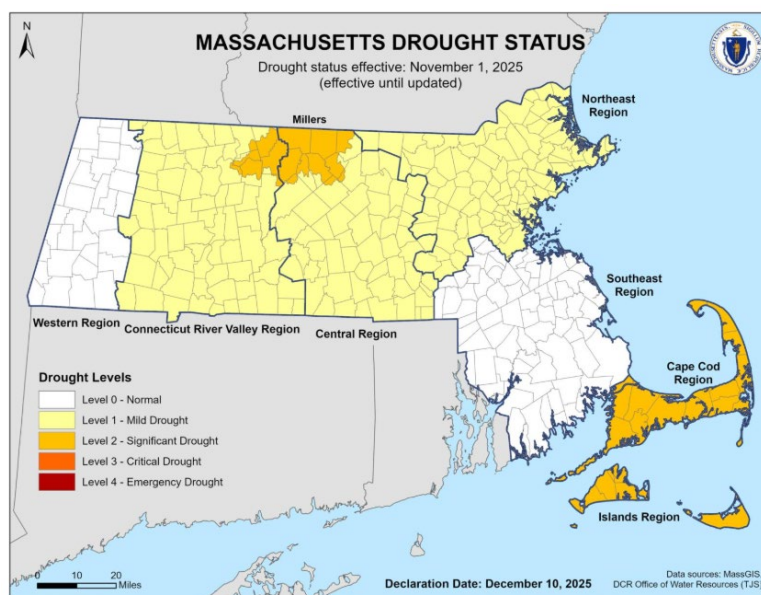 N
MASSACHUSETTS DROUGHT STATUS
Drought status effective: November 1, 2025
(effective until updated)
Millers
Northeast
Region
Southeast
Region
Western Region
Connecticut River Valley Region
Central Region
Cape Cod
Region
Drought Levels
Level 0 - Normal
Level 1 - Mild Drought
Level 2 - Significant Drought
Level 3 - Critical Drought
Level 4 - Emergency Drought
Islands Region
0 10 20
Miles
Declaration Date: December 10, 2025
Data sources: MassGIS,
DCR Office of Water Resources (TJS)